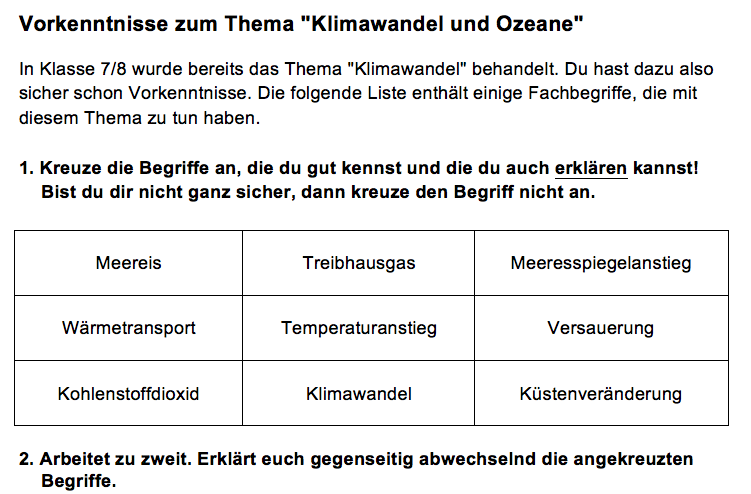 Vorkenntnisse zum Thema "Klimawandel und Ozeane"
In Klasse 7/8 wurde bereits das Thema "Klimawandel" behandelt. Du hast dazu also
sicher schon Vorkenntnisse. Die folgende Liste enthält einige Fachbegriffe, die mit
diesem Thema zu tun haben.
1. Kreuze die Begriffe an, die du gut kennst und die du auch erklären kannst!
Bist du dir nicht ganz sicher, dann kreuze den Begriff nicht an.
Meereis Treibhausgas Meeresspiegelanstieg
Wärmetransport Temperaturanstieg Versauerung
Kohlenstoffdioxid Klimawandel Küstenveränderung
2. Arbeitet zu zweit. Erklärt euch gegenseitig abwechselnd die angekreuzten
Begriffe.